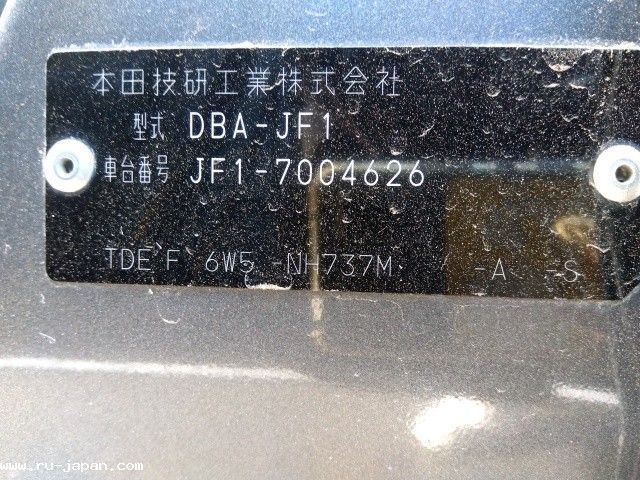 本田技研工業株式会社
型式 DBA-JF1
車台番号 JF1-7004626
TDE F 6W5 -NH737M -A -S
www.ru-japan.com